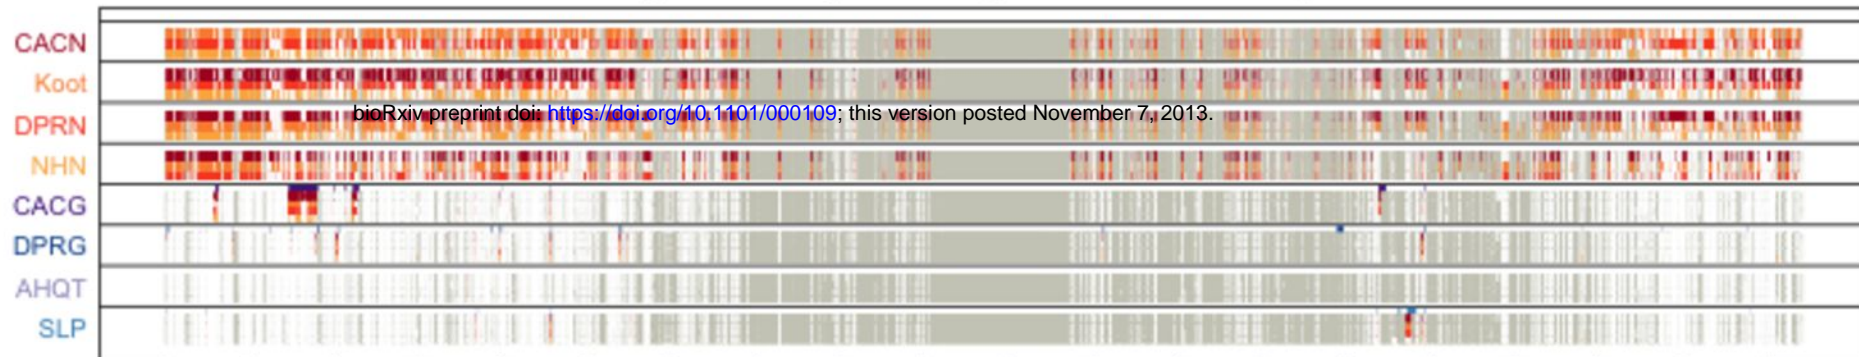 CACN
Koot
bioRxiv preprint doi: https://doi.org/10.1101/000109; this version posted November 7, 2013.
DPRN
NHN
CACG
DPRG
AHQT
SLP